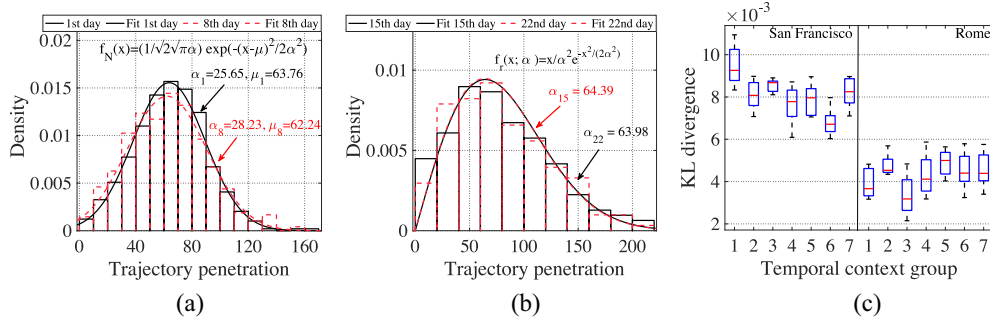 1st day Fit 1st day 8th day Fit 8th day
f_N(x)=(1/√2√πα) exp(-(x-μ)^2/2α^2)
α_1=25.65, μ_1=63.76
α_8=28.23, μ_8=62.24
Density
0.02
0.015
0.01
0.005
0
0 40 80 120 160
Trajectory penetration
(a)
15th day Fit 15th day 22nd day Fit 22nd day
f_r(x; α )=x/α^2e^-x^2/(2α^2)
α_15 = 64.39
α_22 = 63.98
Density
0.01
0.005
0
0 50 100 150 200
Trajectory penetration
(b)
×10^-3
San Francisco Rome
KL divergence
10
8
6
4
2
1 2 3 4 5 6 7 1 2 3 4 5 6 7
Temporal context group
(c)